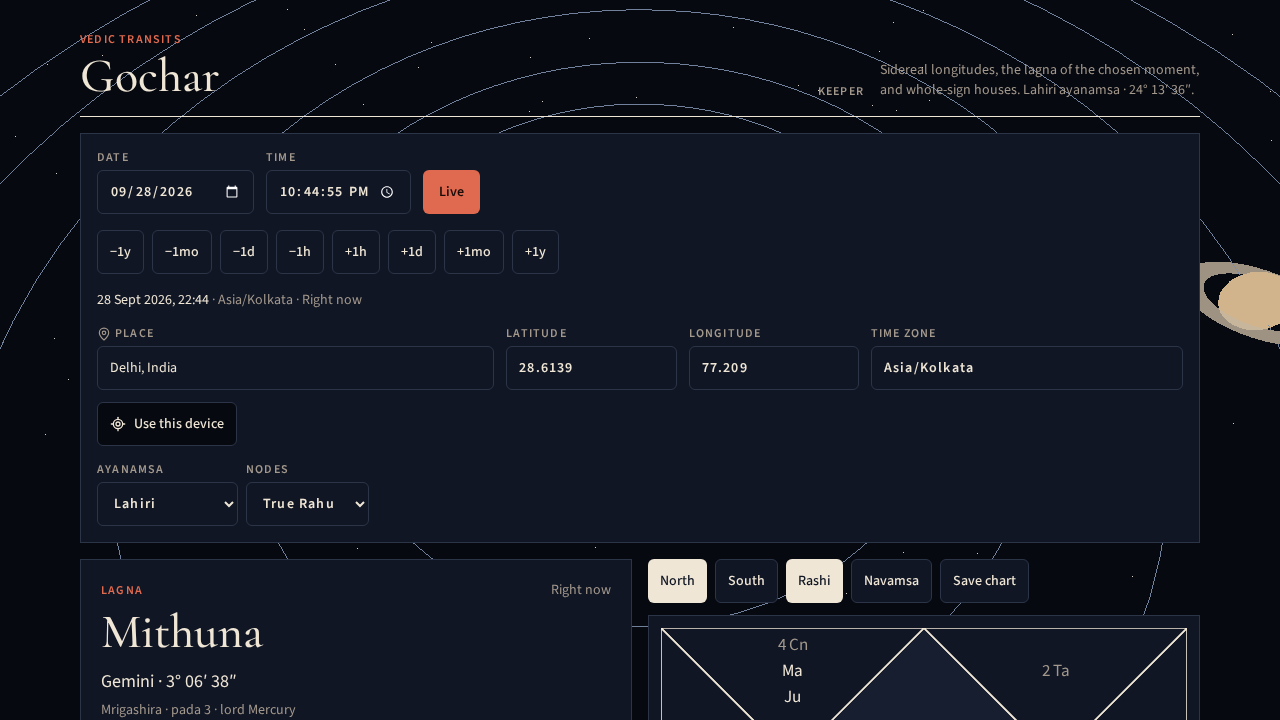 VEDIC TRANSITS
Gochar
KEEPER
Sidereal longitudes, the lagna of the chosen moment,
and whole-sign houses. Lahiri ayanamsa · 24° 13′ 36″.
DATE
TIME
09/28/2026
10:44:55 PM
Live
−1y
−1mo
−1d
−1h
+1h
+1d
+1mo
+1y
28 Sept 2026, 22:44 · Asia/Kolkata · Right now
PLACE
LATITUDE
LONGITUDE
TIME ZONE
Delhi, India
28.6139
77.209
Asia/Kolkata
Use this device
AYANAMSA
NODES
Lahiri
True Rahu
LAGNA
Right now
Mithuna
Gemini · 3° 06′ 38″
Mrigashira · pada 3 · lord Mercury
North
South
Rashi
Navamsa
Save chart
4 Cn
Ma
Ju
2 Ta